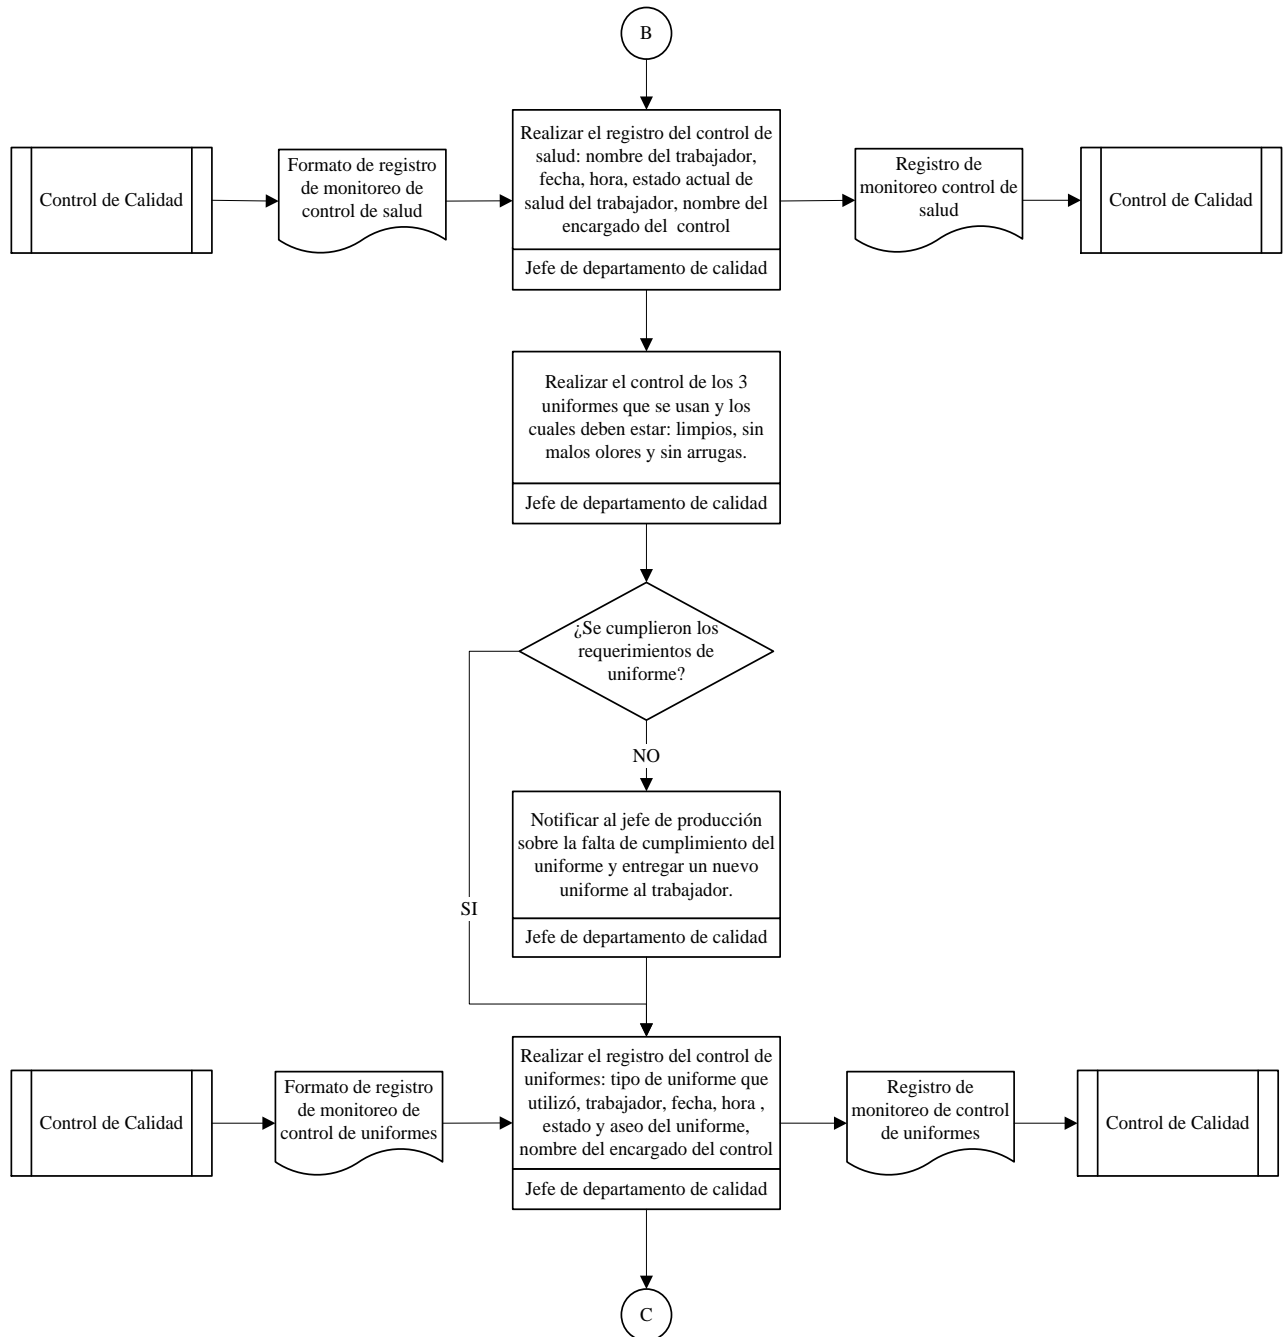 B
Control de Calidad
Formato de registro
de monitoreo de
control de salud
Realizar el registro del control de
salud: nombre del trabajador,
fecha, hora, estado actual de
salud del trabajador, nombre del
encargado del control
Jefe de departamento de calidad
Registro de
monitoreo control de
salud
Control de Calidad
Realizar el control de los 3
uniformes que se usan y los
cuales deben estar: limpios, sin
malos olores y sin arrugas.
Jefe de departamento de calidad
¿Se cumplieron los
requerimientos de
uniforme?
NO
Notificar al jefe de producción
sobre la falta de cumplimiento del
uniforme y entregar un nuevo
uniforme al trabajador.
SI
Jefe de departamento de calidad
Control de Calidad
Formato de registro
de monitoreo de
control de uniformes
Realizar el registro del control de
uniformes: tipo de uniforme que
utilizó, trabajador, fecha, hora ,
estado y aseo del uniforme,
nombre del encargado del control
Jefe de departamento de calidad
Registro de
monitoreo de control
de uniformes
Control de Calidad
C